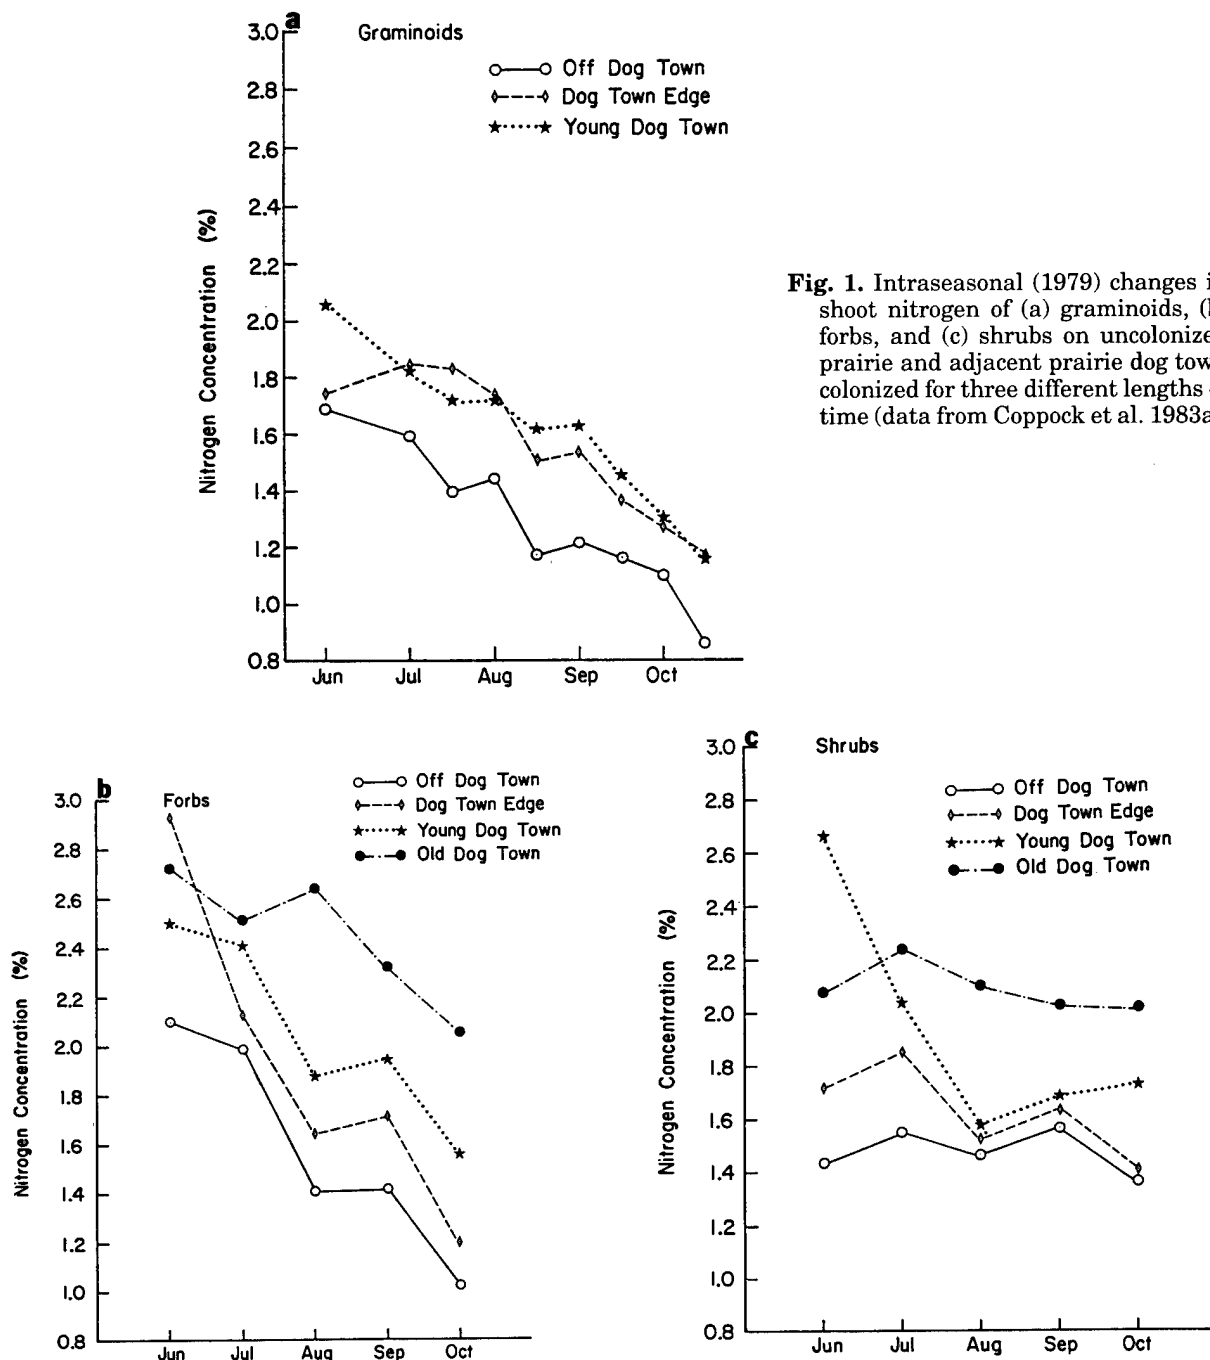 a
Graminoids
Off Dog Town
Dog Town Edge
Young Dog Town
3.0
2.8
2.6
2.4
2.2
2.0
1.8
1.6
1.4
1.2
1.0
0.8
Nitrogen Concentration (%)
Jun Jul Aug Sep Oct
Fig. 1. Intraseasonal (1979) changes
shoot nitrogen of (a) graminoids,
forbs, and (c) shrubs on uncolonize
prairie and adjacent prairie dog tow
colonized for three different lengths
time (data from Coppock et al. 1983a
b
Forbs
Off Dog Town
Dog Town Edge
Young Dog Town
Old Dog Town
3.0
2.8
2.6
2.4
2.2
2.0
1.8
1.6
1.4
1.2
1.0
0.8
Nitrogen Concentration (%)
Jun Jul Aug Sep Oct
c
Shrubs
Off Dog Town
Dog Town Edge
Young Dog Town
Old Dog Town
3.0
2.8
2.6
2.4
2.2
2.0
1.8
1.6
1.4
1.2
1.0
0.8
Nitrogen Concentration (%)
Jun Jul Aug Sep Oct